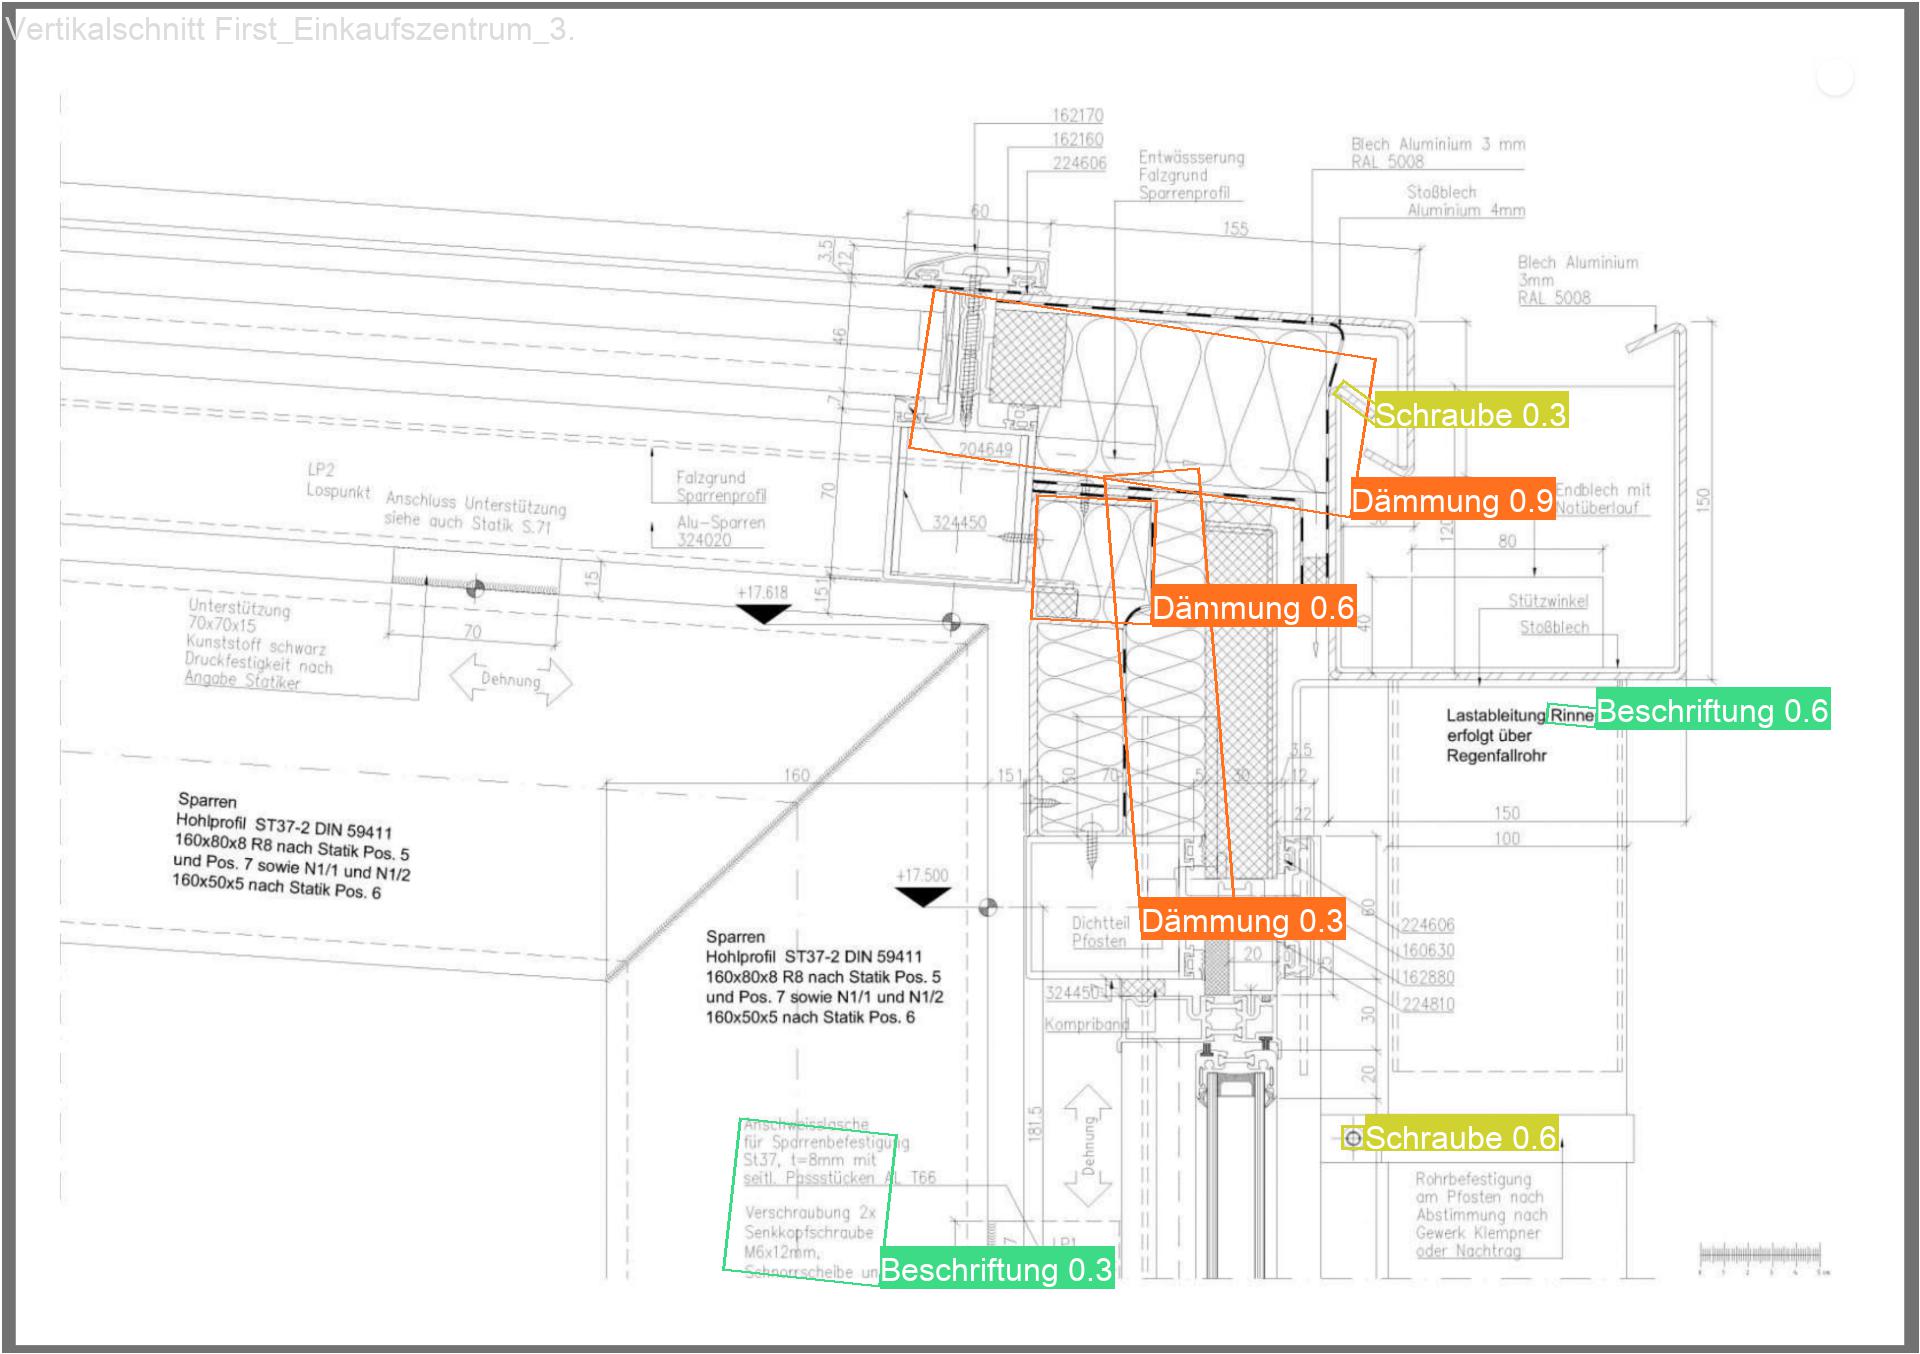 Vertikalschnitt First_Einkaufszentrum_3.
162170
162160
224606
Entwässserung
Falzgrund
Sparrenprofil
Blech Aluminium 3 mm
RAL 5008
Stoßblech
Aluminium 4mm
Blech Aluminium
3mm
RAL 5008
60
155
3.5
12
46
7
70
15
204649
324450
LP2
Lospunkt
Anschluss Unterstützung
siehe auch Statik S.71
Falzgrund
Sparrenprofil
Alu-Sparren
324020
Schraube 0.3
Dämmung 0.9
Endblech mit
Notüberlauf
120
150
80
40
Stützwinkel
Stoßblech
Dämmung 0.6
15
70
+17.618
Unterstützung
70x70x15
Kunststoff schwarz
Druckfestigkeit nach
Angabe Statiker
Dehnung
Lastableitung Rinne
erfolgt über
Regenfallrohr
Beschriftung 0.6
160
151
50
70
5
30
3.5
12
22
150
100
Sparren
Hohlprofil ST37-2 DIN 59411
160x80x8 R8 nach Statik Pos. 5
und Pos. 7 sowie N1/1 und N1/2
160x50x5 nach Statik Pos. 6
+17.500
Sparren
Hohlprofil ST37-2 DIN 59411
160x80x8 R8 nach Statik Pos. 5
und Pos. 7 sowie N1/1 und N1/2
160x50x5 nach Statik Pos. 6
Dichtteil
Pfosten
Dämmung 0.3
60
20
25
224606
160630
162880
224810
324450
Kompriband
30
20
181.5
Dehnung
Anschweisslasche
für Sparrenbefestigung
St37, t=8mm mit
seitl. Passstücken AL T66
Verschraubung 2x
Senkkopfschraube
M6x12mm,
Schnorrscheibe un
Beschriftung 0.3
7
LP1
Schraube 0.6
Rohrbefestigung
am Pfosten nach
Abstimmung nach
Gewerk Klempner
oder Nachtrag